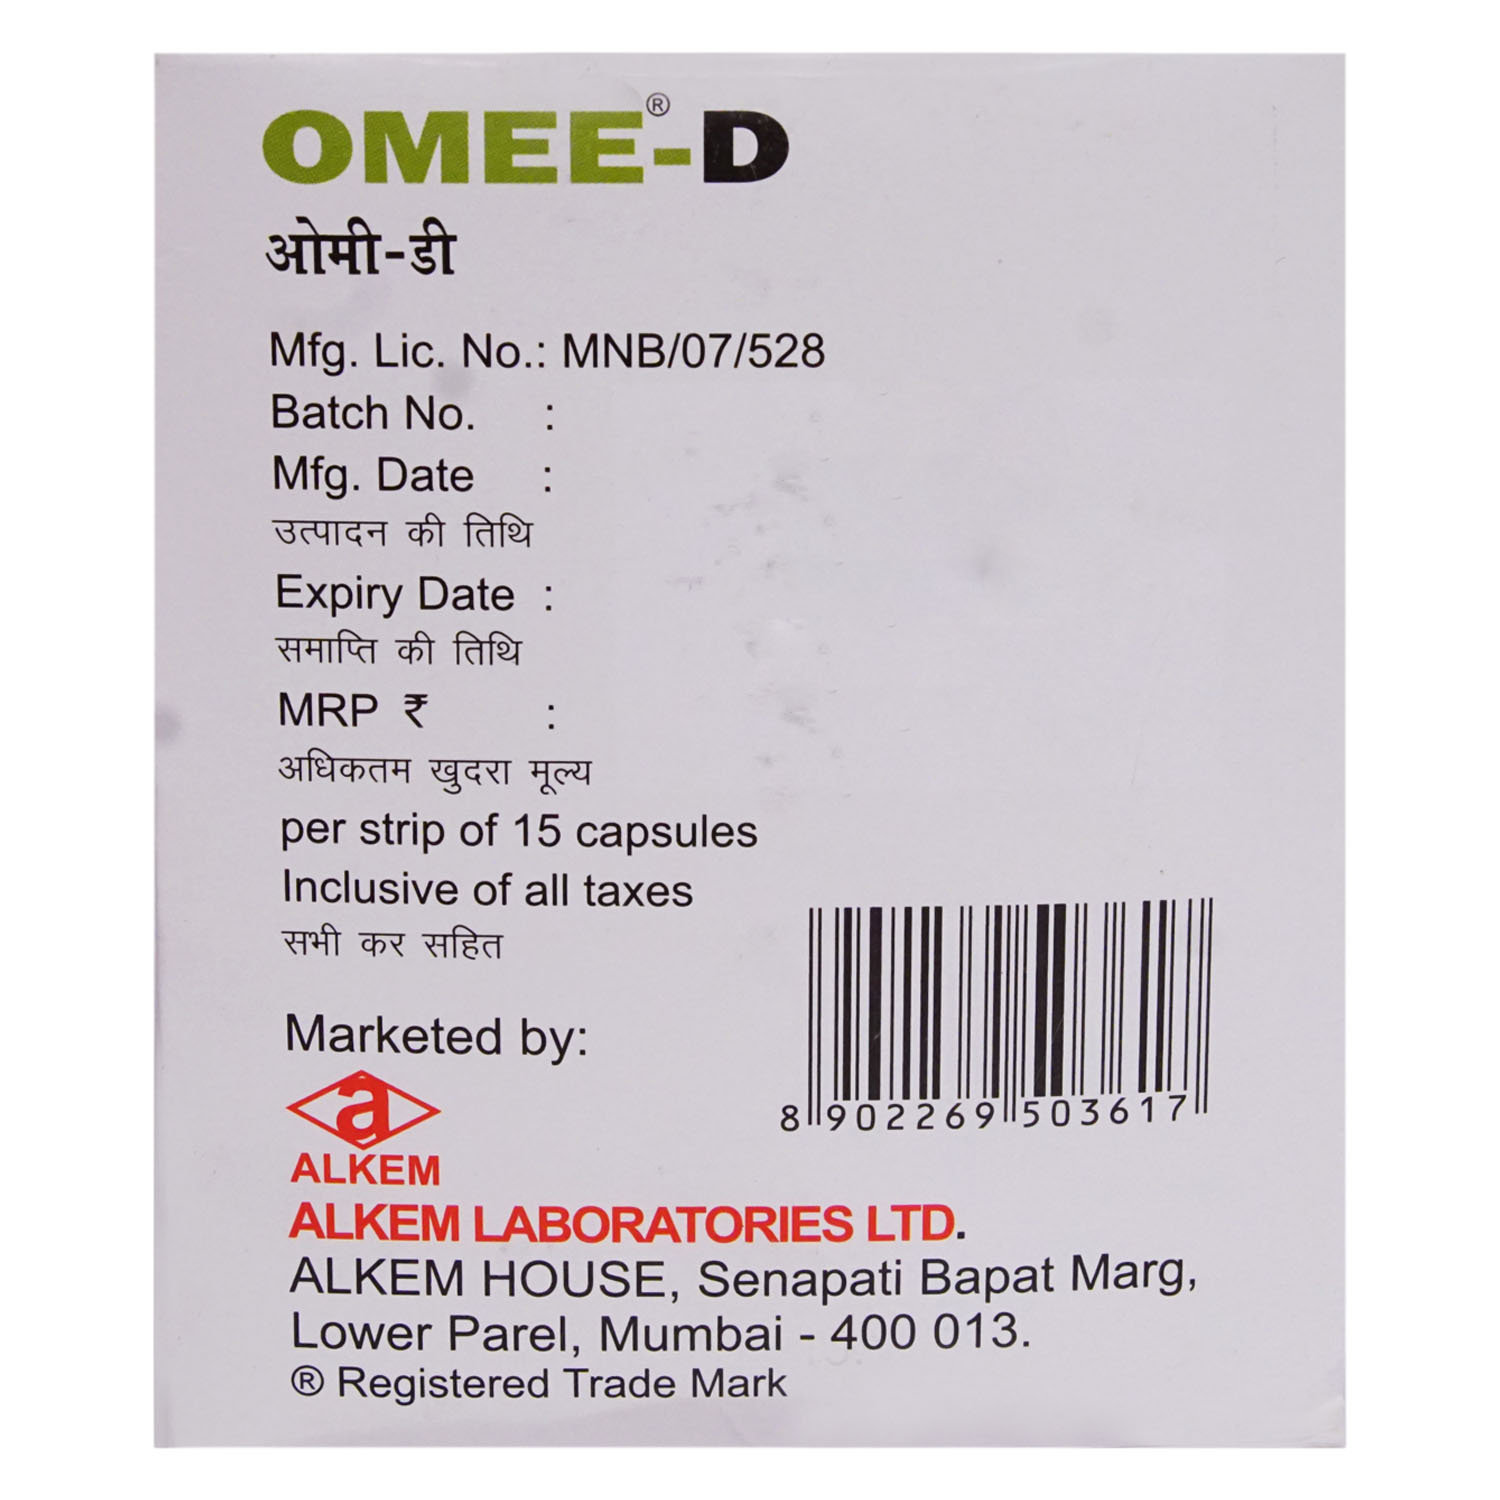 OMEE®-D
ओमी-डी
Mfg. Lic. No.: MNB/07/528
Batch No. :
Mfg. Date :
उत्पादन की तिथि
Expiry Date :
समाप्ति की तिथि
MRP ₹ :
अधिकतम खुदरा मूल्य
per strip of 15 capsules
Inclusive of all taxes
सभी कर सहित
8 902269 503617
Marketed by:
a
ALKEM
ALKEM LABORATORIES LTD.
ALKEM HOUSE, Senapati Bapat Marg,
Lower Parel, Mumbai - 400 013.
® Registered Trade Mark